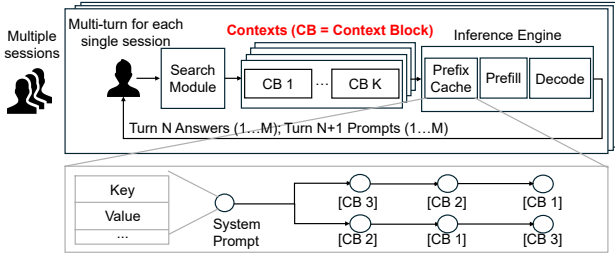 Multiple
sessions
Multi-turn for each
single session
Contexts (CB = Context Block)
Inference Engine
Search
Module
CB 1
...
CB K
Prefix
Cache
Prefill
Decode
Turn N Answers (1...M); Turn N+1 Prompts (1...M)
Key
Value
...
System
Prompt
[CB 3]
[CB 2]
[CB 1]
[CB 2]
[CB 1]
[CB 3]